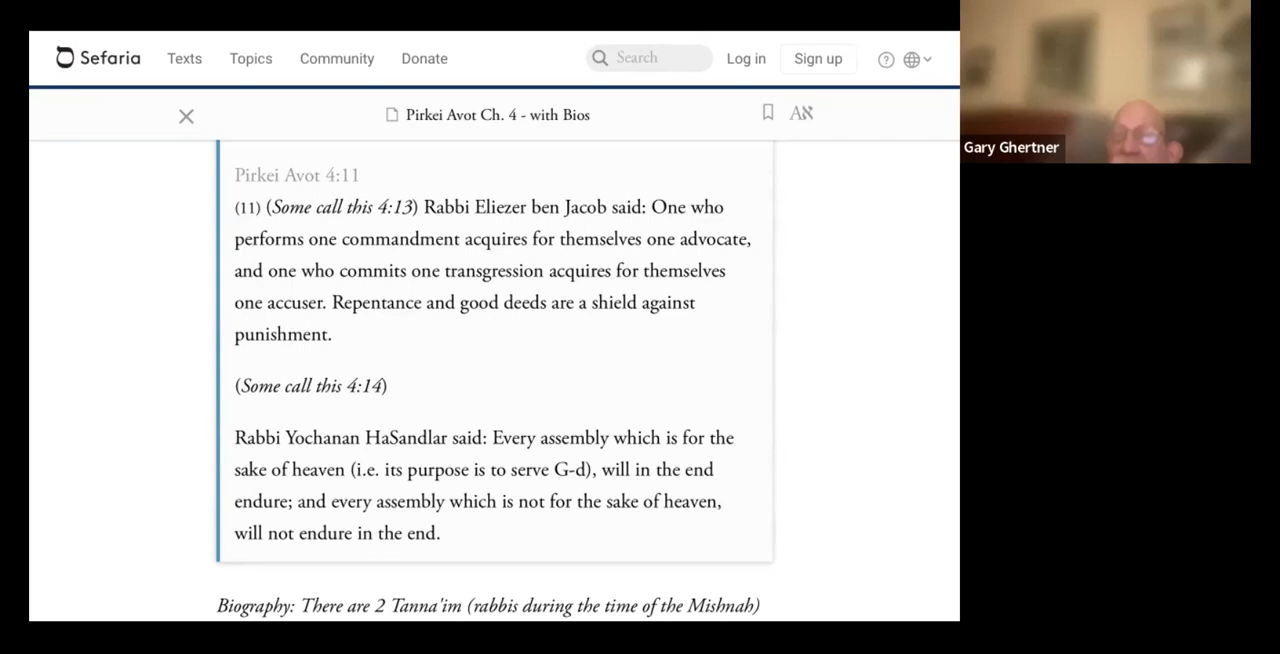 Sefaria Texts Topics Community Donate Search Log in Sign up
Pirkei Avot Ch. 4 - with Bios Aא
Gary Ghertner
Pirkei Avot 4:11
(11) (Some call this 4:13) Rabbi Eliezer ben Jacob said: One who
performs one commandment acquires for themselves one advocate,
and one who commits one transgression acquires for themselves
one accuser. Repentance and good deeds are a shield against
punishment.
(Some call this 4:14)
Rabbi Yochanan HaSandlar said: Every assembly which is for the
sake of heaven (i.e. its purpose is to serve G-d), will in the end
endure; and every assembly which is not for the sake of heaven,
will not endure in the end.
Biography: There are 2 Tanna'im (rabbis during the time of the Mishnah)